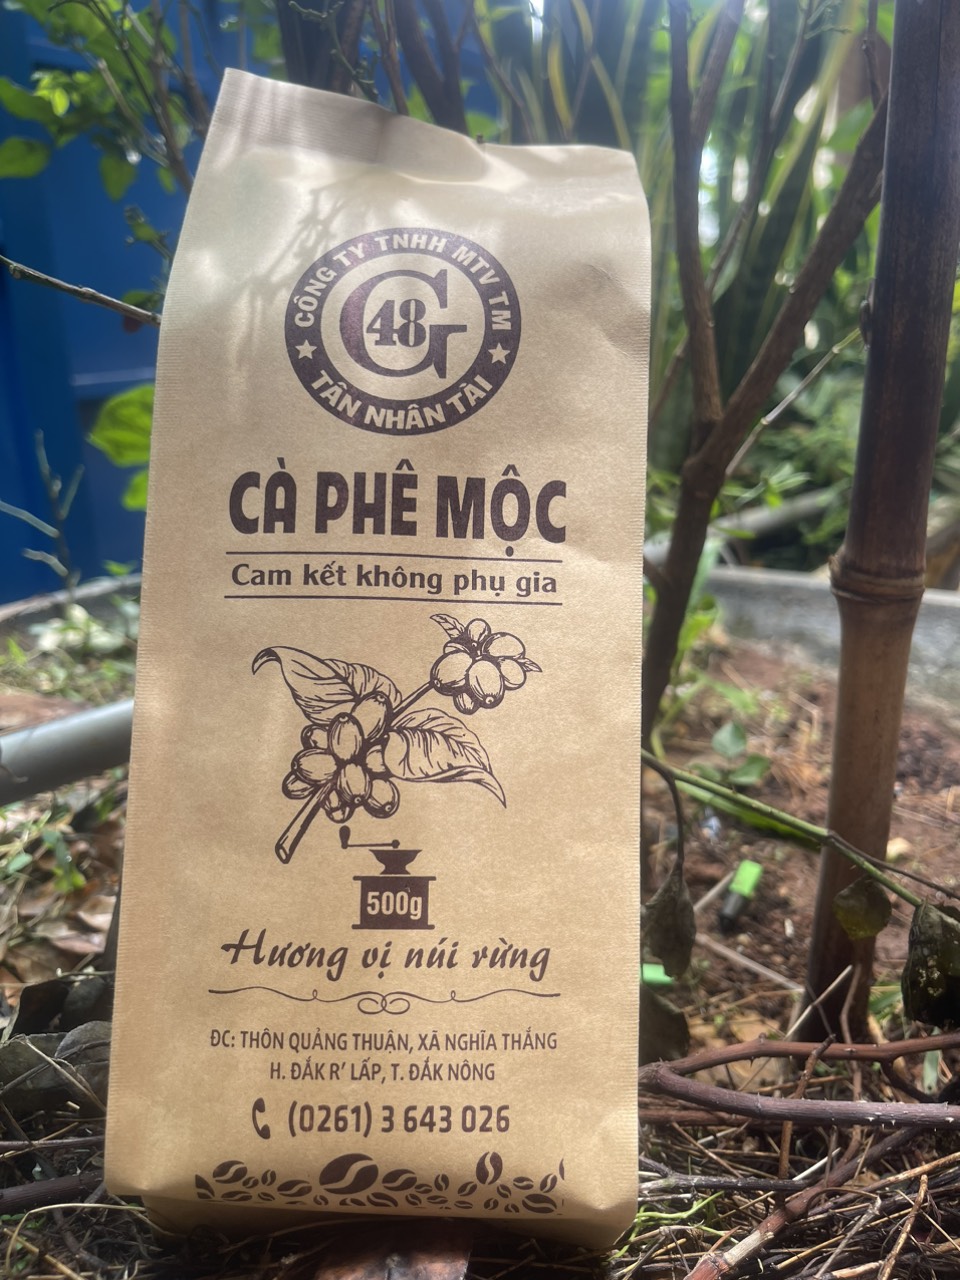 CÔNG TY TNHH MTV TM
G48
TÂN NHÂN TÀI
CÀ PHÊ MỘC
Cam kết không phụ gia
500g
Hương vị núi rừng
ĐC: THÔN QUẢNG THUẬN, XÃ NGHĨA THẮNG
H. ĐẮK R' LẤP, T. ĐẮK NÔNG
(0261) 3 643 026